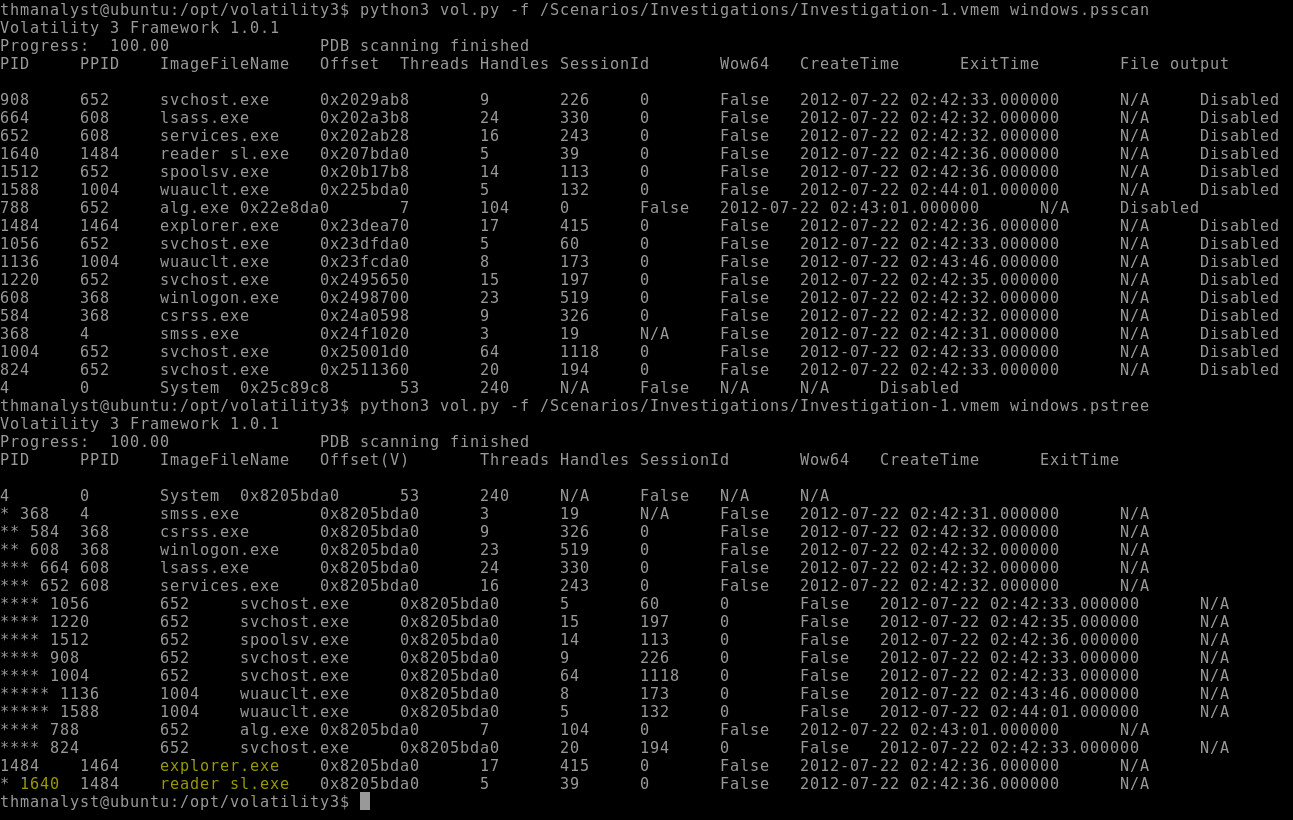 thmanalyst@ubuntu:/opt/volatility3$ python3 vol.py -f /Scenarios/Investigations/Investigation-1.vmem windows.psscan
Volatility 3 Framework 1.0.1
Progress:  100.00               PDB scanning finished
PID     PPID    ImageFileName   Offset  Threads Handles SessionId       Wow64   CreateTime      ExitTime        File output

908     652     svchost.exe     0x2029ab8       9       226     0       False   2012-07-22 02:42:33.000000      N/A     Disabled
664     608     lsass.exe       0x202a3b8       24      330     0       False   2012-07-22 02:42:32.000000      N/A     Disabled
652     608     services.exe    0x202ab28       16      243     0       False   2012-07-22 02:42:32.000000      N/A     Disabled
1640    1484    reader sl.exe   0x207bda0       5       39      0       False   2012-07-22 02:42:36.000000      N/A     Disabled
1512    652     spoolsv.exe     0x20b17b8       14      113     0       False   2012-07-22 02:42:36.000000      N/A     Disabled
1588    1004    wuauclt.exe     0x225bda0       5       132     0       False   2012-07-22 02:44:01.000000      N/A     Disabled
788     652     alg.exe 0x22e8da0       7       104     0       False   2012-07-22 02:43:01.000000      N/A     Disabled
1484    1464    explorer.exe    0x23dea70       17      415     0       False   2012-07-22 02:42:36.000000      N/A     Disabled
1056    652     svchost.exe     0x23dfda0       5       60      0       False   2012-07-22 02:42:33.000000      N/A     Disabled
1136    1004    wuauclt.exe     0x23fcda0       8       173     0       False   2012-07-22 02:43:46.000000      N/A     Disabled
1220    652     svchost.exe     0x2495650       15      197     0       False   2012-07-22 02:42:35.000000      N/A     Disabled
608     368     winlogon.exe    0x2498700       23      519     0       False   2012-07-22 02:42:32.000000      N/A     Disabled
584     368     csrss.exe       0x24a0598       9       326     0       False   2012-07-22 02:42:32.000000      N/A     Disabled
368     4       smss.exe        0x24f1020       3       19      N/A     False   2012-07-22 02:42:31.000000      N/A     Disabled
1004    652     svchost.exe     0x25001d0       64      1118    0       False   2012-07-22 02:42:33.000000      N/A     Disabled
824     652     svchost.exe     0x2511360       20      194     0       False   2012-07-22 02:42:33.000000      N/A     Disabled
4       0       System  0x25c89c8       53      240     N/A     False   N/A     N/A     Disabled
thmanalyst@ubuntu:/opt/volatility3$ python3 vol.py -f /Scenarios/Investigations/Investigation-1.vmem windows.pstree
Volatility 3 Framework 1.0.1
Progress:  100.00               PDB scanning finished
PID     PPID    ImageFileName   Offset(V)       Threads Handles SessionId       Wow64   CreateTime      ExitTime

4       0       System  0x8205bda0      53      240     N/A     False   N/A     N/A
* 368   4       smss.exe        0x8205bda0      3       19      N/A     False   2012-07-22 02:42:31.000000      N/A
** 584  368     csrss.exe       0x8205bda0      9       326     0       False   2012-07-22 02:42:32.000000      N/A
** 608  368     winlogon.exe    0x8205bda0      23      519     0       False   2012-07-22 02:42:32.000000      N/A
*** 664 608     lsass.exe       0x8205bda0      24      330     0       False   2012-07-22 02:42:32.000000      N/A
*** 652 608     services.exe    0x8205bda0      16      243     0       False   2012-07-22 02:42:32.000000      N/A
**** 1056       652     svchost.exe     0x8205bda0      5       60      0       False   2012-07-22 02:42:33.000000      N/A
**** 1220       652     svchost.exe     0x8205bda0      15      197     0       False   2012-07-22 02:42:35.000000      N/A
**** 1512       652     spoolsv.exe     0x8205bda0      14      113     0       False   2012-07-22 02:42:36.000000      N/A
**** 908        652     svchost.exe     0x8205bda0      9       226     0       False   2012-07-22 02:42:33.000000      N/A
**** 1004       652     svchost.exe     0x8205bda0      64      1118    0       False   2012-07-22 02:42:33.000000      N/A
***** 1136      1004    wuauclt.exe     0x8205bda0      8       173     0       False   2012-07-22 02:43:46.000000      N/A
***** 1588      1004    wuauclt.exe     0x8205bda0      5       132     0       False   2012-07-22 02:44:01.000000      N/A
**** 788        652     alg.exe 0x8205bda0      7       104     0       False   2012-07-22 02:43:01.000000      N/A
**** 824        652     svchost.exe     0x8205bda0      20      194     0       False   2012-07-22 02:42:33.000000      N/A
1484    1464    explorer.exe    0x8205bda0      17      415     0       False   2012-07-22 02:42:36.000000      N/A
* 1640  1484    reader sl.exe   0x8205bda0      5       39      0       False   2012-07-22 02:42:36.000000      N/A
thmanalyst@ubuntu:/opt/volatility3$